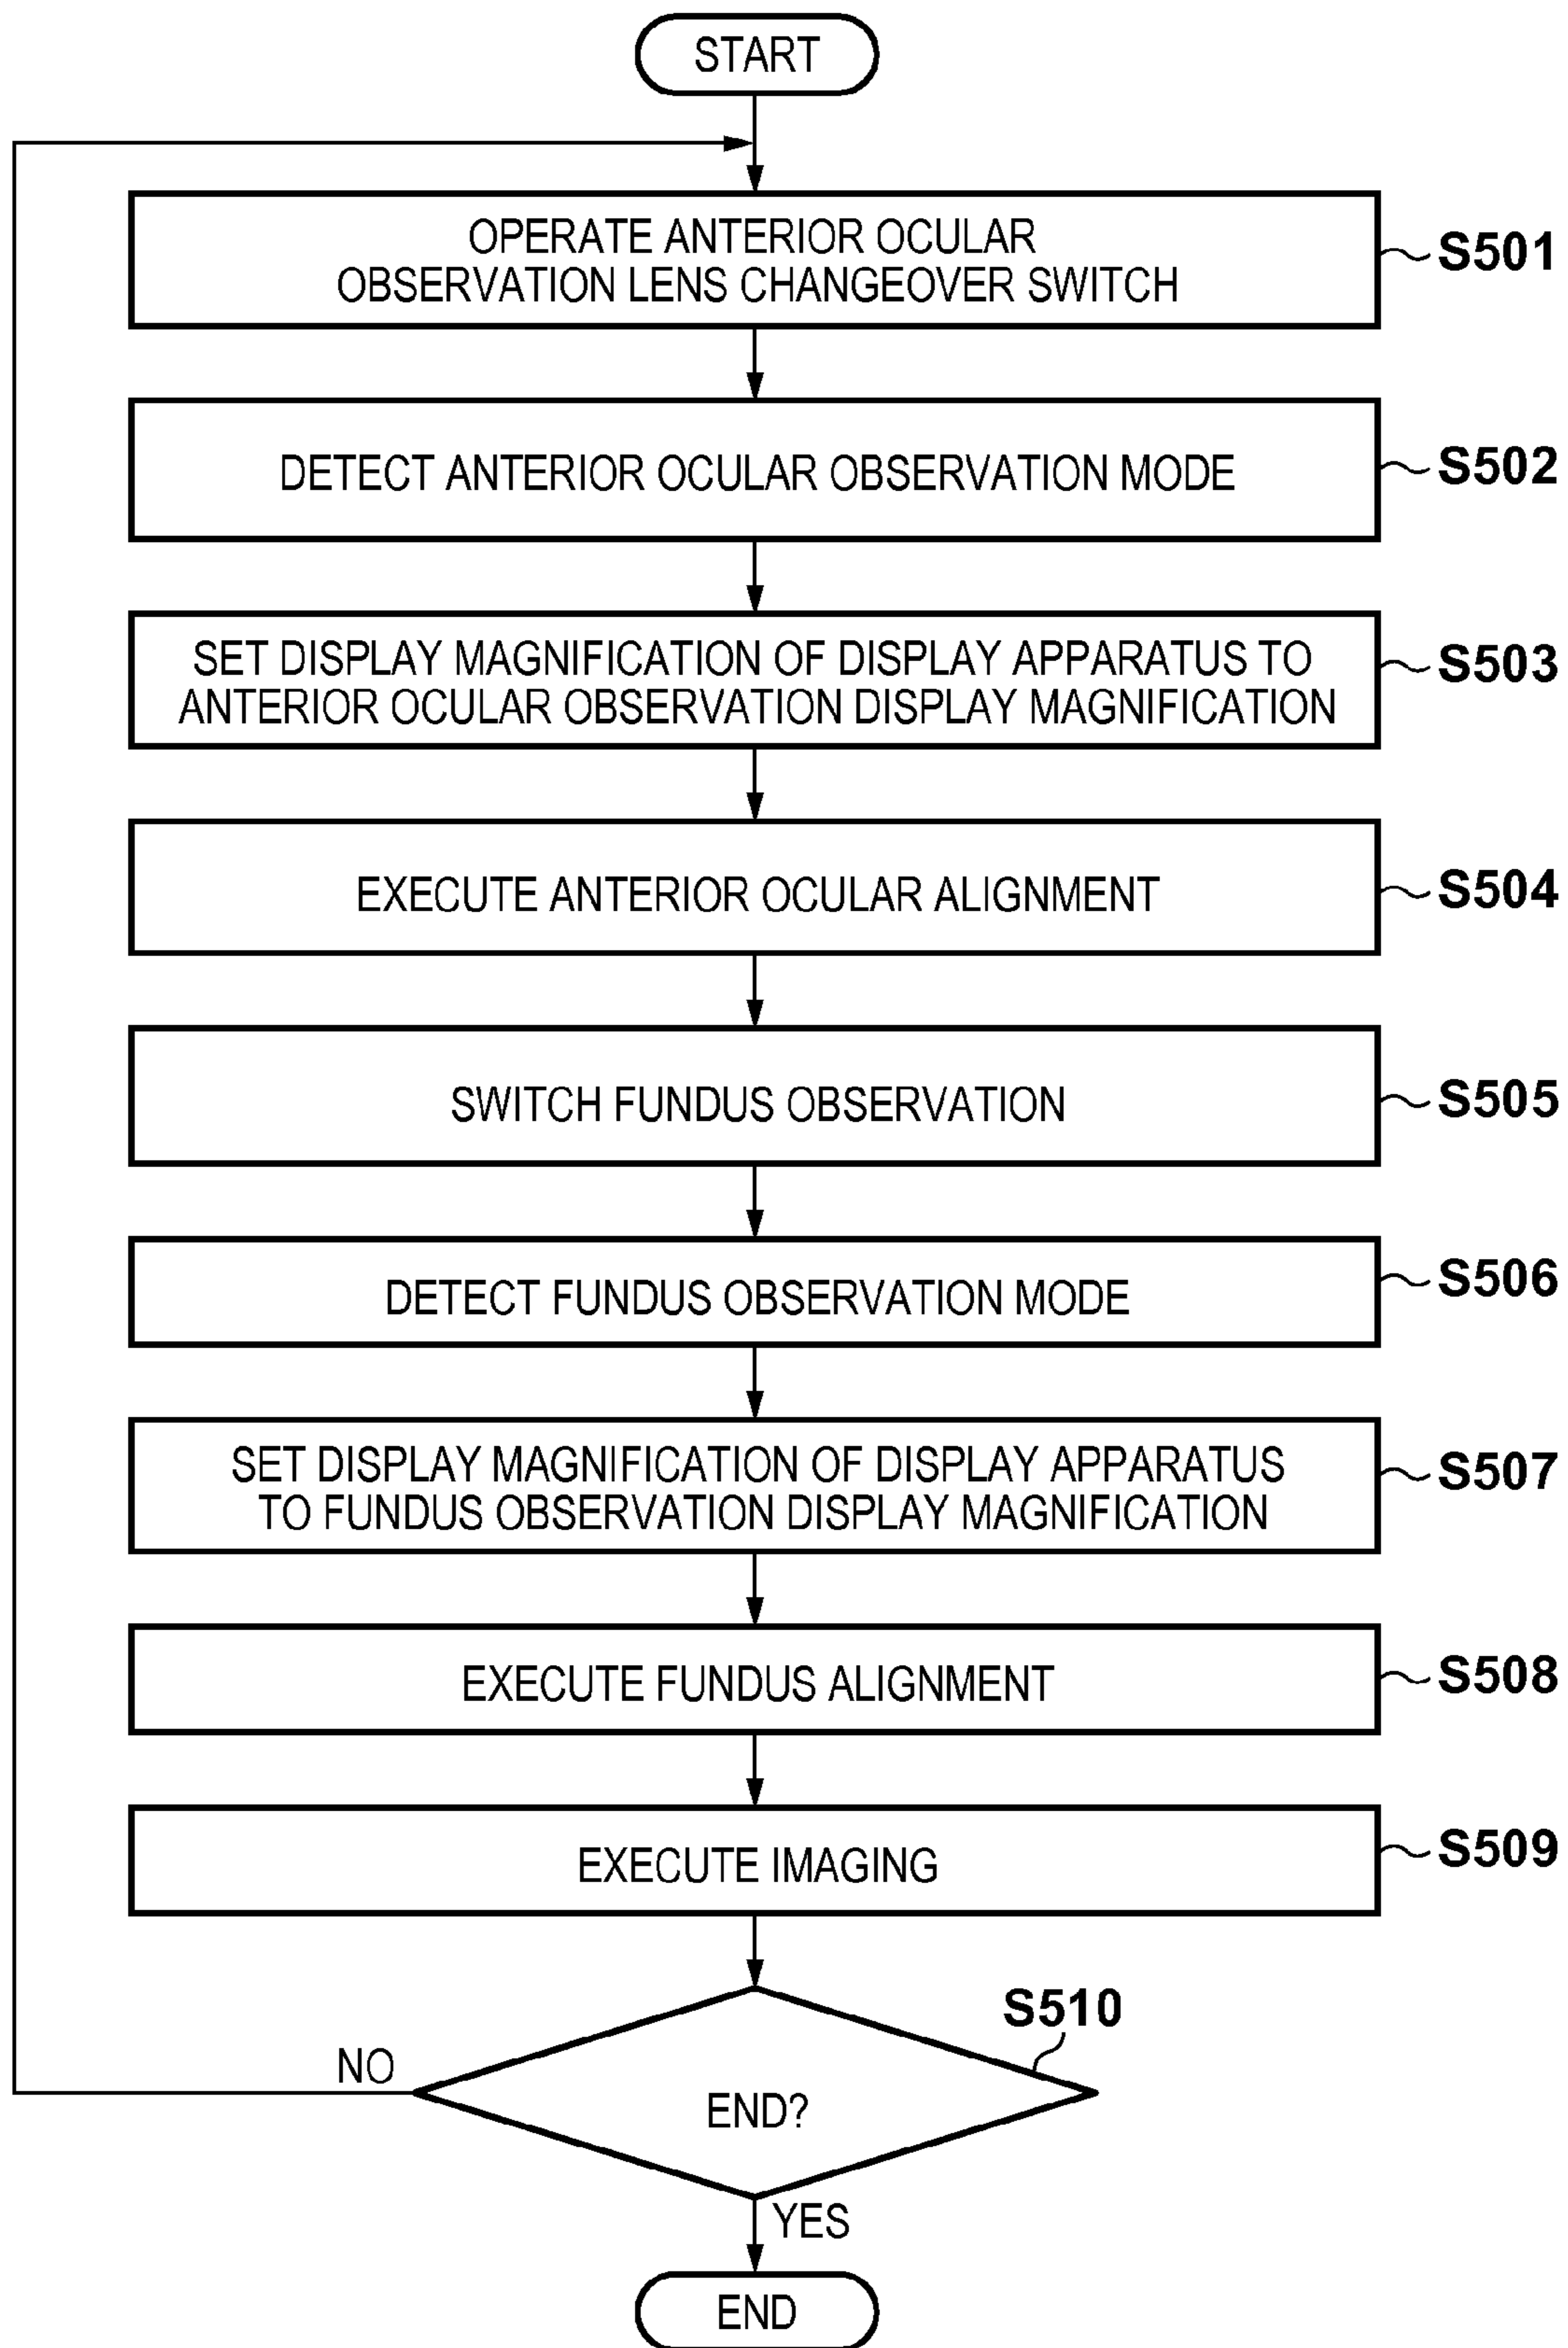 START
OPERATE ANTERIOR OCULAR
OBSERVATION LENS CHANGEOVER SWITCH
S501
DETECT ANTERIOR OCULAR OBSERVATION MODE
S502
SET DISPLAY MAGNIFICATION OF DISPLAY APPARATUS TO
ANTERIOR OCULAR OBSERVATION DISPLAY MAGNIFICATION
S503
EXECUTE ANTERIOR OCULAR ALIGNMENT
S504
SWITCH FUNDUS OBSERVATION
S505
DETECT FUNDUS OBSERVATION MODE
S506
SET DISPLAY MAGNIFICATION OF DISPLAY APPARATUS
TO FUNDUS OBSERVATION DISPLAY MAGNIFICATION
S507
EXECUTE FUNDUS ALIGNMENT
S508
EXECUTE IMAGING
S509
S510
NO
END?
YES
END